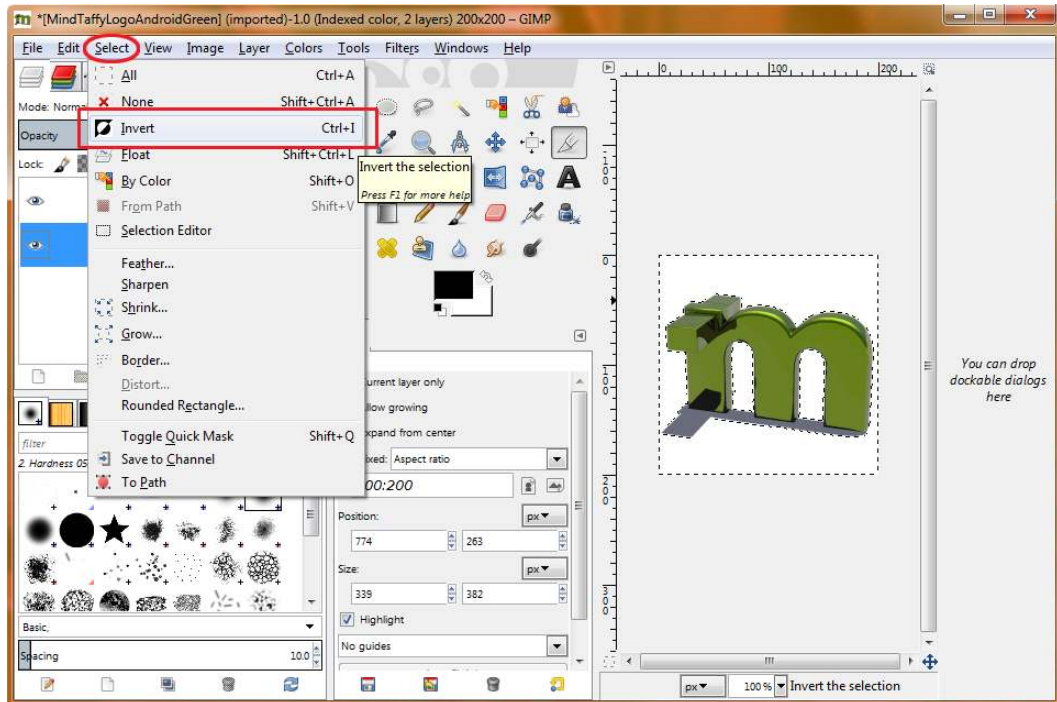 *[MindTaffyLogoAndroidGreen] (imported)-1.0 (Indexed color, 2 layers) 200x200 – GIMP
File Edit Select View Image Layer Colors Tools Filters Windows Help
All Ctrl+A
None Shift+Ctrl+A
Invert Ctrl+I
Float Shift+Ctrl+L
By Color Shift+O
From Path Shift+V
Selection Editor
Feather...
Sharpen
Shrink...
Grow...
Border...
Distort...
Rounded Rectangle...
Toggle Quick Mask Shift+Q
Save to Channel
To Path
Mode: Norma
Opacity
Lock:
Invert the selection
Press F1 for more help
filter
2. Hardness 05
Basic,
Spacing 10.0
urrent layer only
llow growing
xpand from center
ixed: Aspect ratio
00:200
Position: px
774 263
Size: px
339 382
Highlight
No guides
0 100 200
0
100
200
300
m
You can drop
dockable dialogs
here
px 100 % Invert the selection